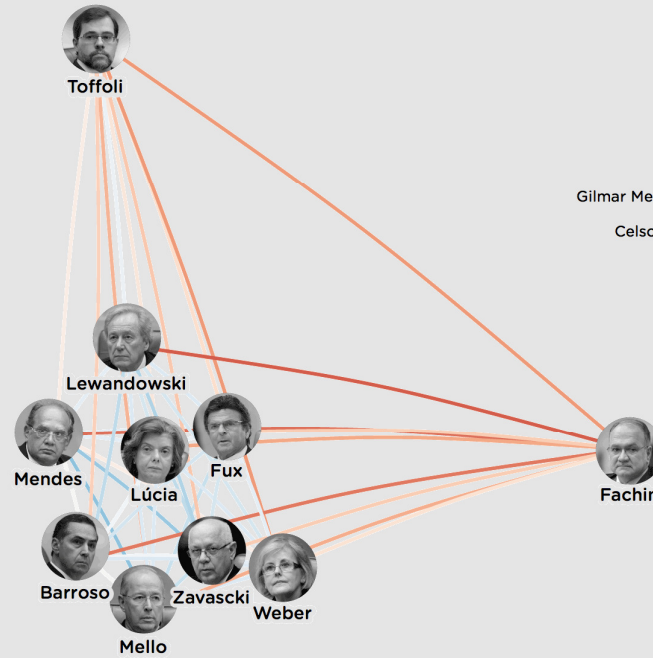 Toffoli
Gilmar Me
Celso
Lewandowski
Mendes
Lúcia
Fux
Fachin
Barroso
Zavascki
Weber
Mello